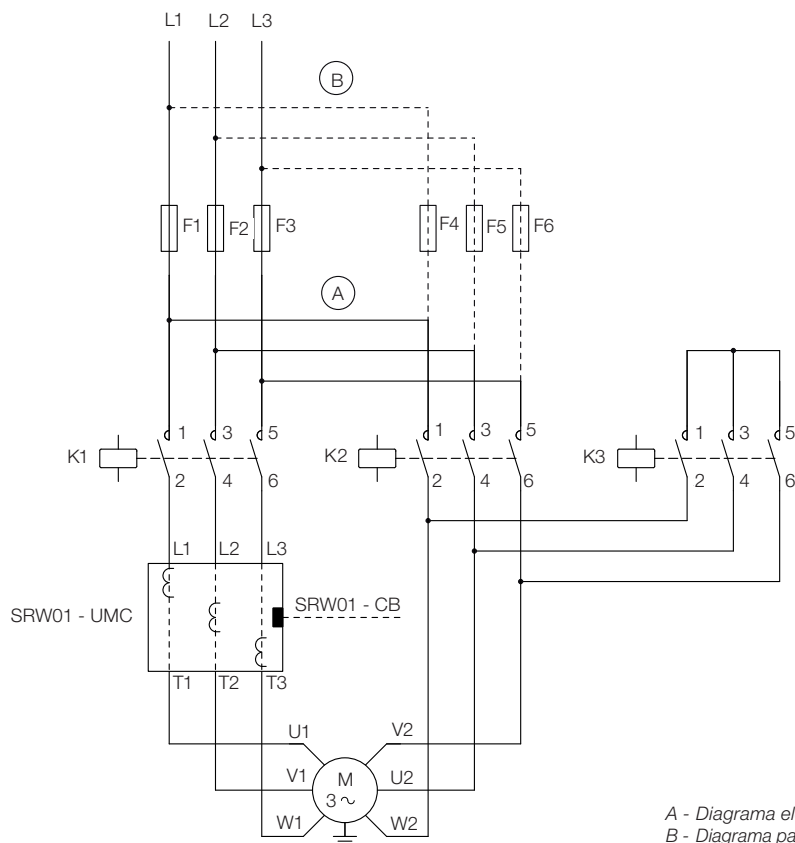 L1 L2 L3
B
F1 F2 F3 F4 F5 F6
A
1 3 5 1 3 5 1 3 5
K1 K2 K3
2 4 6 2 4 6 2 4 6
L1 L2 L3
SRW01 - UMC SRW01 - CB
T1 T2 T3
U1 V2
V1 M U2
3 ~
W1 W2
A - Diagrama el
B - Diagrama pa